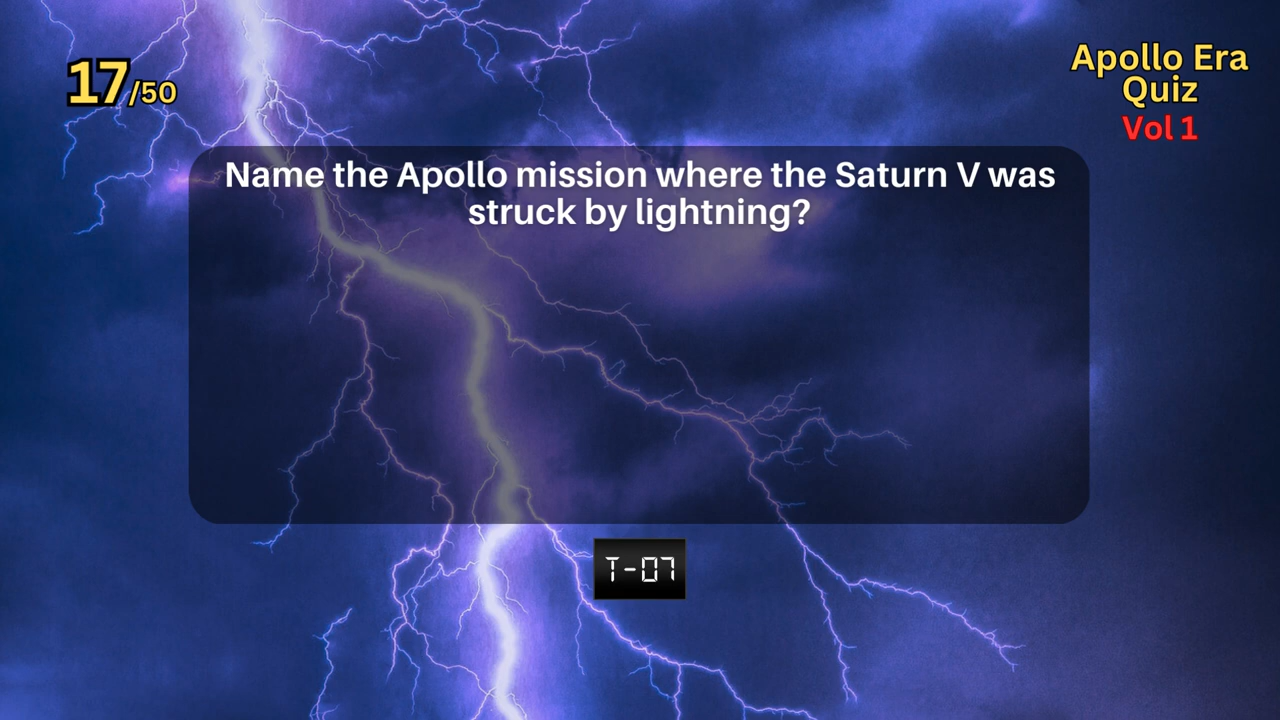 17/50
Apollo Era
Quiz
Vol 1
Name the Apollo mission where the Saturn V was
struck by lightning?
T-07